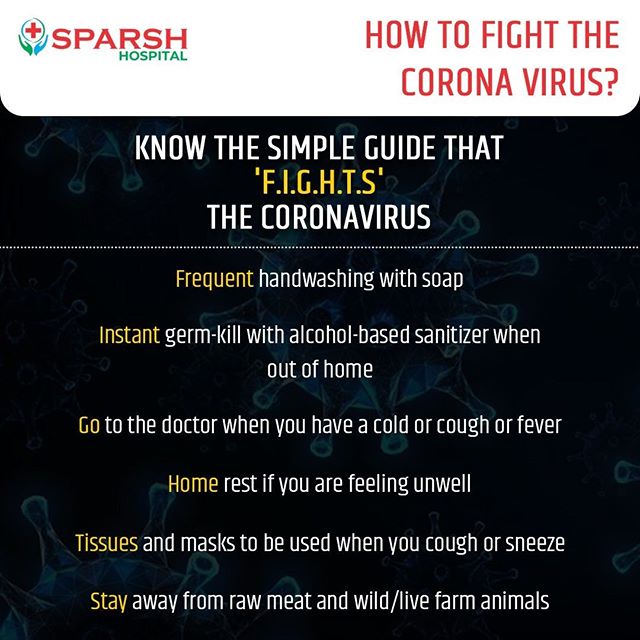 SPARSH
HOSPITAL
HOW TO FIGHT THE
CORONA VIRUS?
KNOW THE SIMPLE GUIDE THAT
'F.I.G.H.T.S'
THE CORONAVIRUS
Frequent handwashing with soap
Instant germ-kill with alcohol-based sanitizer when
out of home
Go to the doctor when you have a cold or cough or fever
Home rest if you are feeling unwell
Tissues and masks to be used when you cough or sneeze
Stay away from raw meat and wild/live farm animals